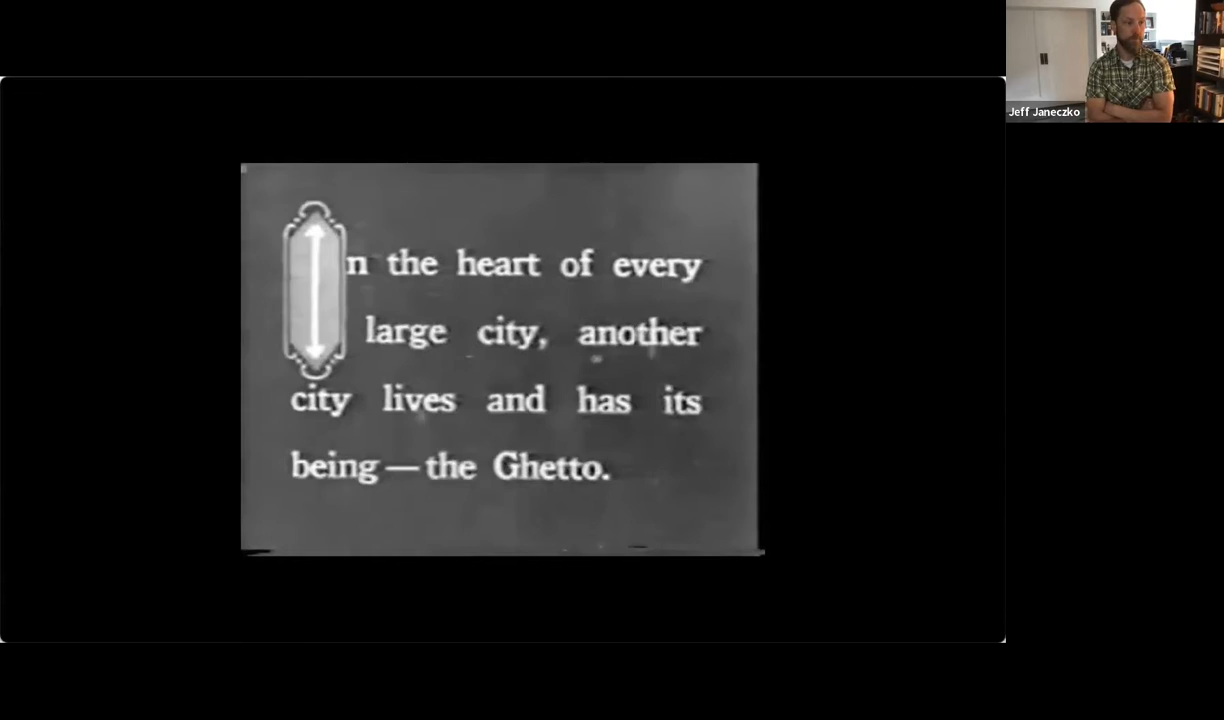 In the heart of every
large city, another
city lives and has its
being—the Ghetto.
Jeff Janeczko